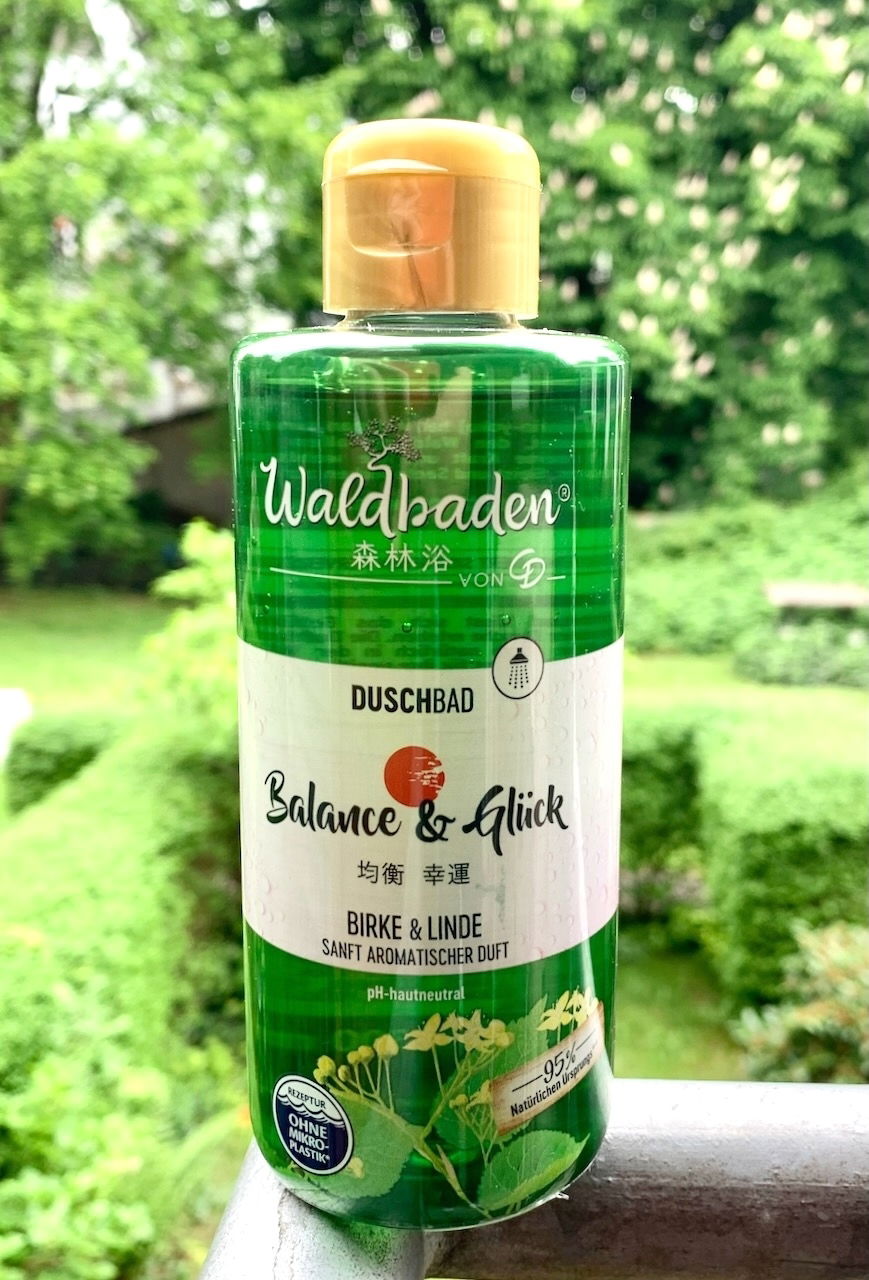 Waldbaden®
森林浴
VON CD
DUSCHBAD
Balance & Glück
均衡 幸運
BIRKE & LINDE
SANFT AROMATISCHER DUFT
pH-hautneutral
95%
Natürlichen Ursprungs**
REZEPTUR
OHNE
MIKRO-
PLASTIK*